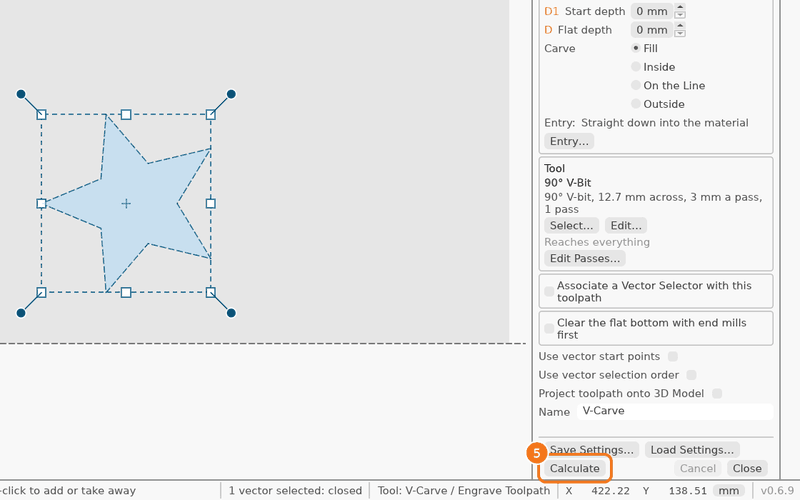 D1 Start depth 0 mm
D Flat depth 0 mm
Carve Fill
Inside
On the Line
Outside
Entry: Straight down into the material
Entry...
Tool
90° V-Bit
90° V-bit, 12.7 mm across, 3 mm a pass,
1 pass
Select... Edit...
Reaches everything
Edit Passes...
Associate a Vector Selector with this
toolpath
Clear the flat bottom with end mills
first
Use vector start points
Use vector selection order
Project toolpath onto 3D Model
Name V-Carve
5
Save Settings... Load Settings...
Calculate Cancel Close
-click to add or take away 1 vector selected: closed Tool: V-Carve / Engrave Toolpath X 422.22 Y 138.51 mm v0.6.9